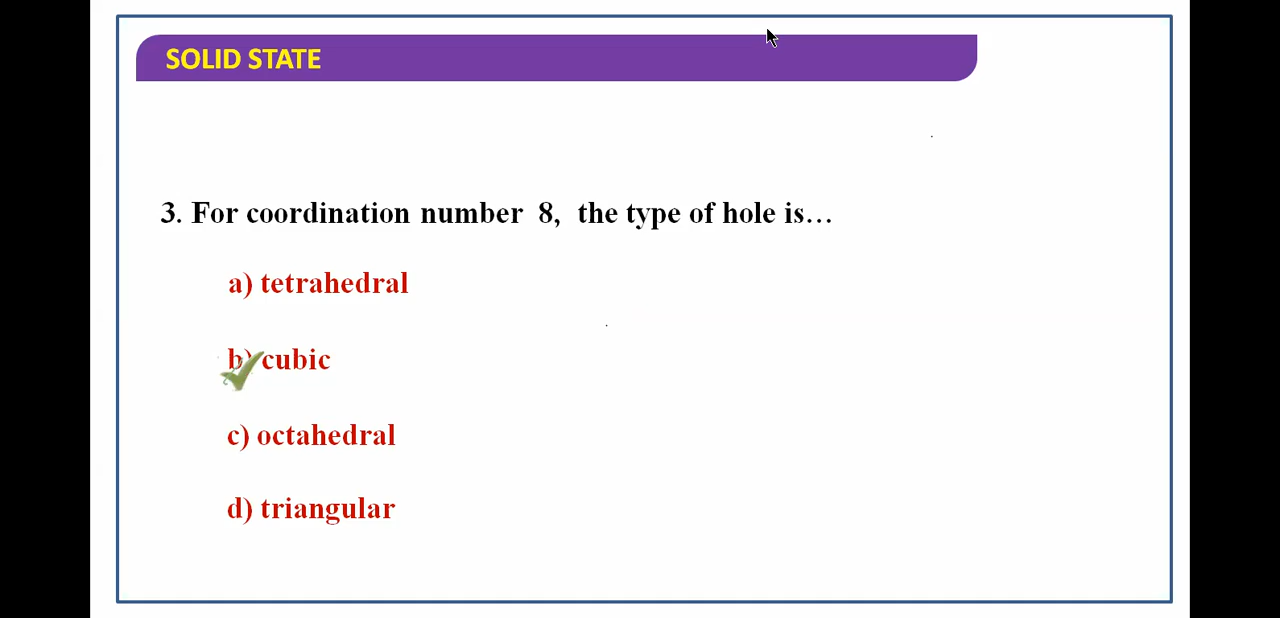 SOLID STATE
3. For coordination number 8, the type of hole is…
a) tetrahedral
b) cubic
c) octahedral
d) triangular